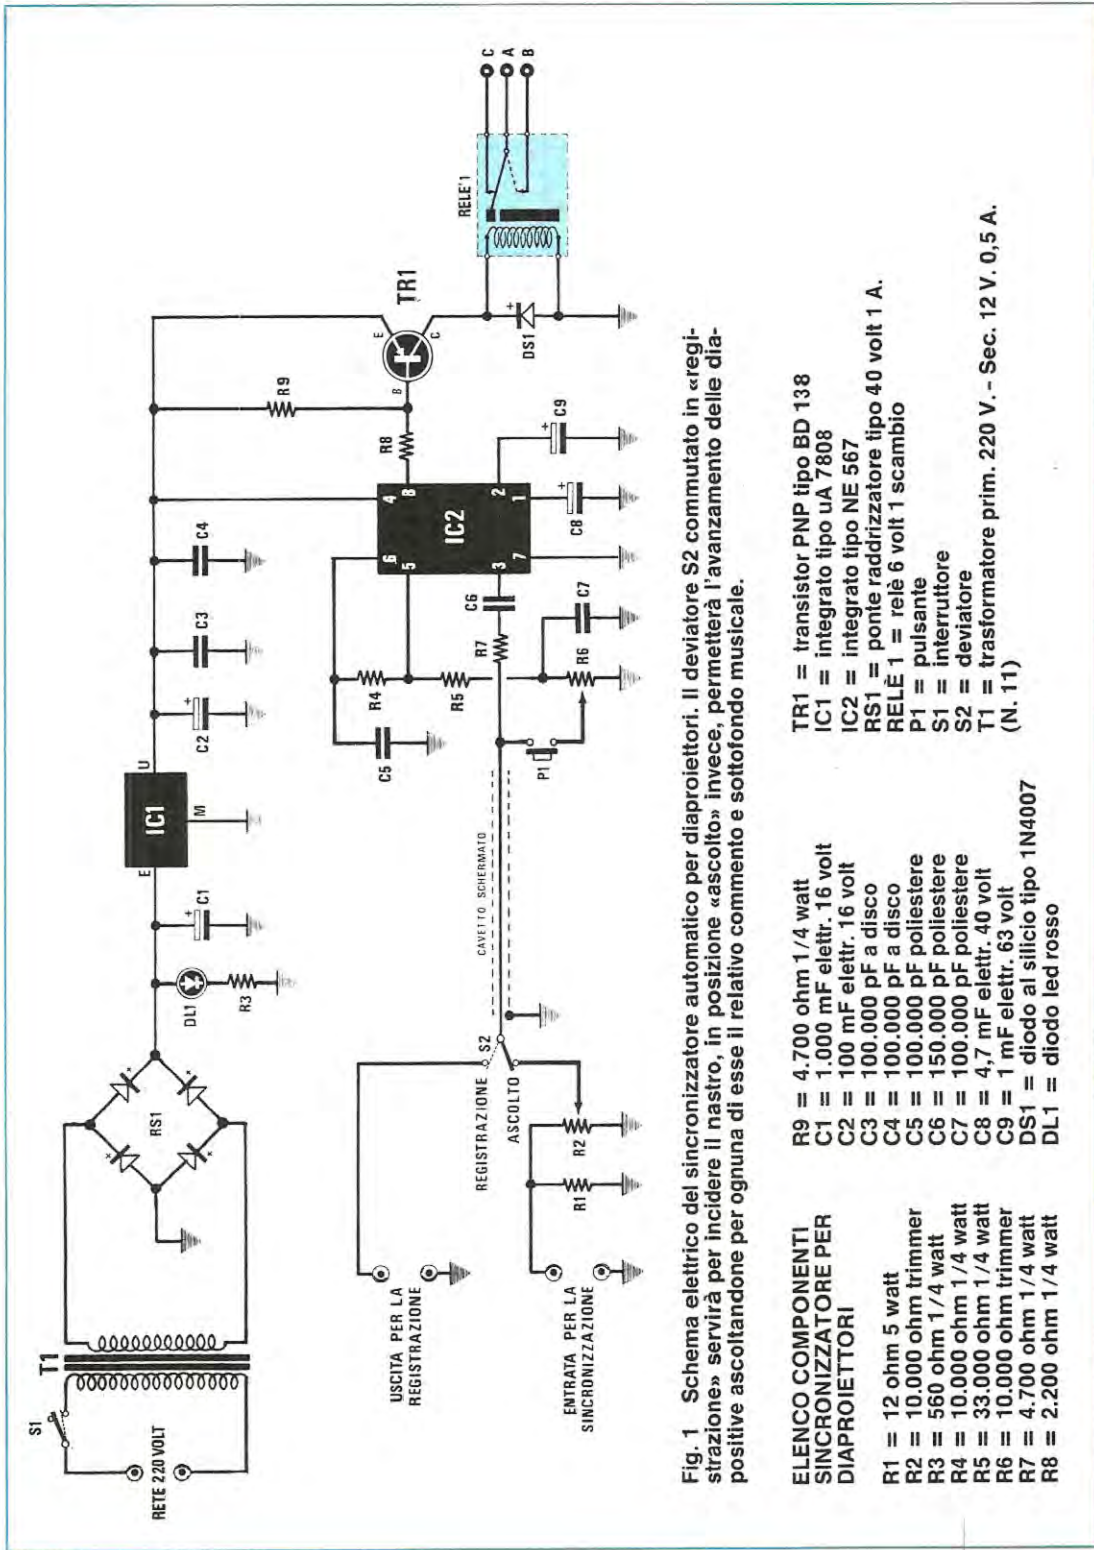 S1
T1
RETE 220 VOLT
RS1
DL1
R3
C1
E
IC1
U
M
C2
C3
C4
R9
E
B
C
TR1
RELE'1
C
A
B
DS1
USCITA PER LA
REGISTRAZIONE
ENTRATA PER LA
SINCRONIZZAZIONE
R1
R2
REGISTRAZIONE
S2
ASCOLTO
CAVETTO SCHERMATO
P1
C5
R4
R5
R7
R6
C6
C7
6
5
3
7
4
8
2
1
IC2
R8
C8
C9
Fig. 1 Schema elettrico del sincronizzatore automatico per diaproiettori. Il deviatore S2 commutato in «regi-
strazione» servirà per incidere il nastro, in posizione «ascolto» invece, permetterà l'avanzamento delle dia-
positive ascoltandone per ognuna di esse il relativo commento e sottofondo musicale.
ELENCO COMPONENTI
SINCRONIZZATORE PER
DIAPROIETTORI
R1 = 12 ohm 5 watt
R2 = 10.000 ohm trimmer
R3 = 560 ohm 1/4 watt
R4 = 10.000 ohm 1/4 watt
R5 = 33.000 ohm 1/4 watt
R6 = 10.000 ohm trimmer
R7 = 4.700 ohm 1/4 watt
R8 = 2.200 ohm 1/4 watt
R9 = 4.700 ohm 1/4 watt
C1 = 1.000 mF elettr. 16 volt
C2 = 100 mF elettr. 16 volt
C3 = 100.000 pF a disco
C4 = 100.000 pF a disco
C5 = 100.000 pF poliestere
C6 = 150.000 pF poliestere
C7 = 100.000 pF poliestere
C8 = 4,7 mF elettr. 40 volt
C9 = 1 mF elettr. 63 volt
DS1 = diodo al silicio tipo 1N4007
DL1 = diodo led rosso
TR1 = transistor PNP tipo BD 138
IC1 = integrato tipo uA 7808
IC2 = integrato tipo NE 567
RS1 = ponte raddrizzatore tipo 40 volt 1 A.
RELÈ 1 = relè 6 volt 1 scambio
P1 = pulsante
S1 = interruttore
S2 = deviatore
T1 = trasformatore prim. 220 V. - Sec. 12 V. 0,5 A.
(N. 11)